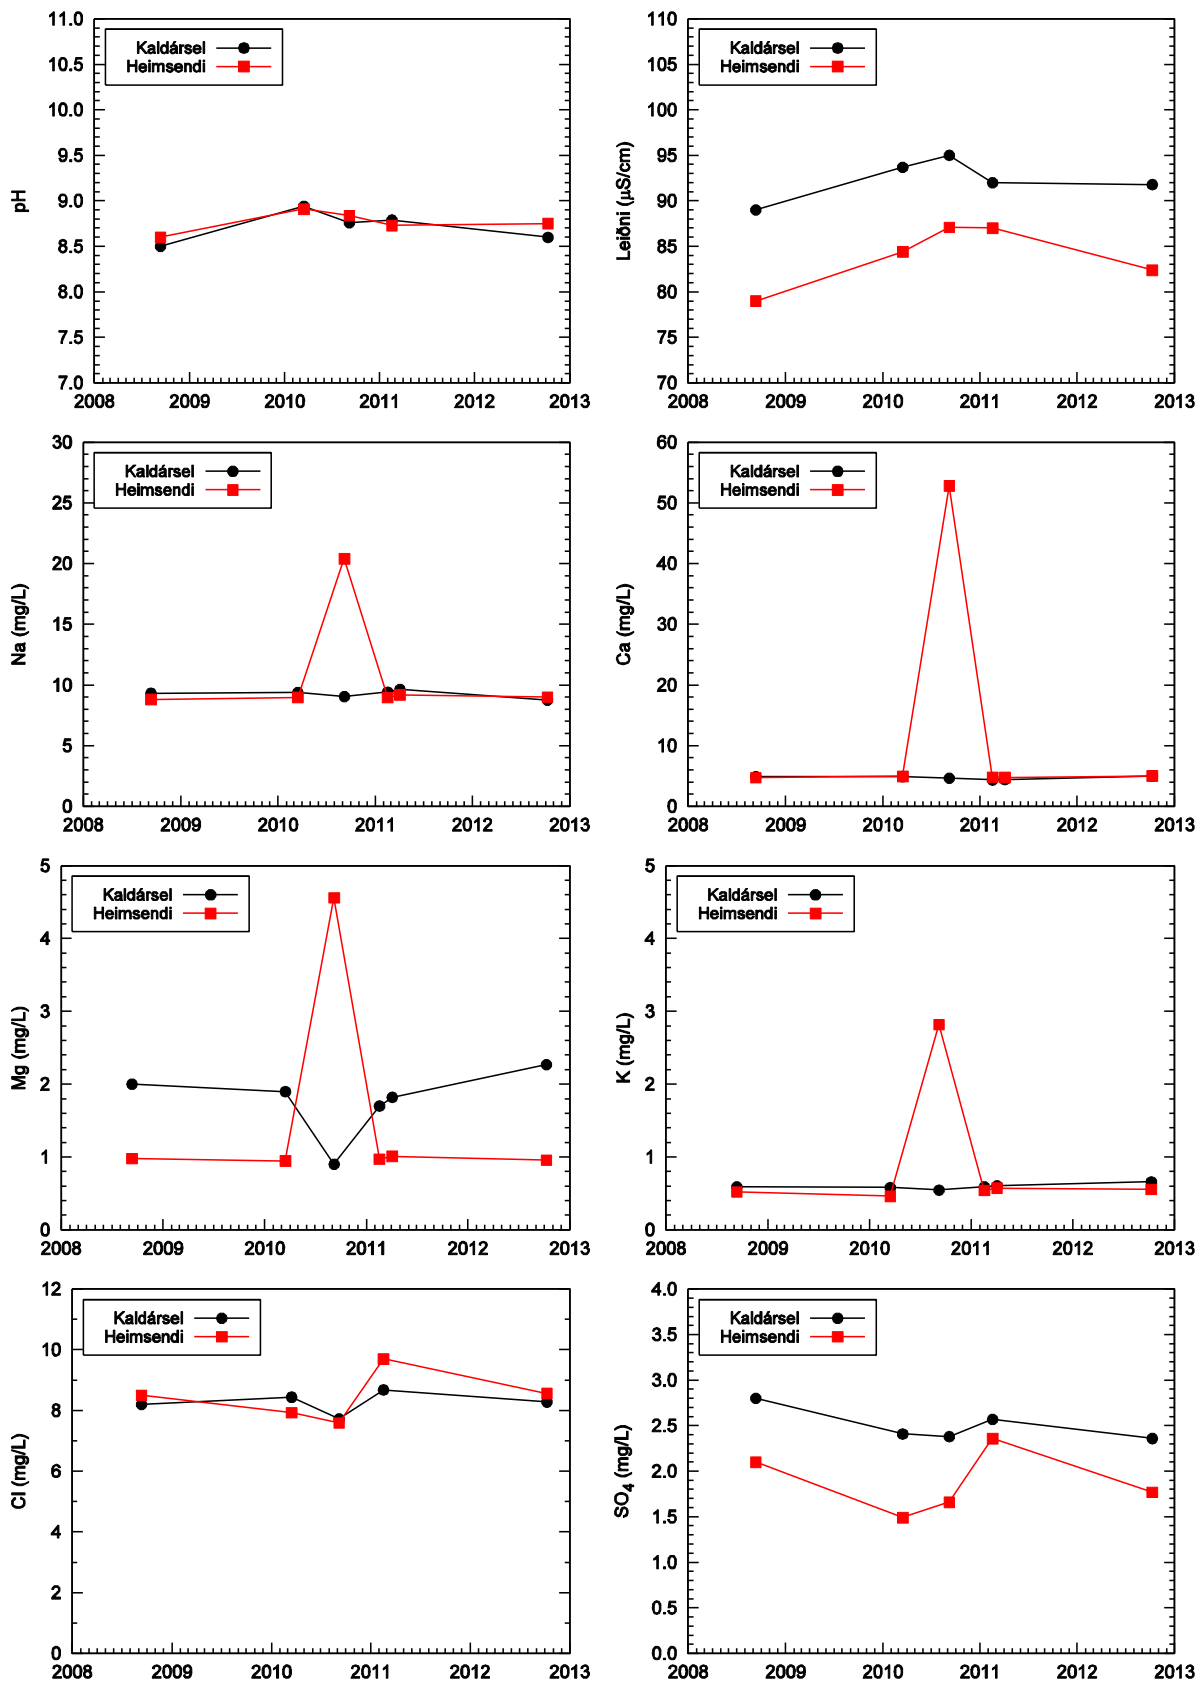 11.0
10.5
10.0
9.5
9.0
8.5
8.0
7.5
7.0
pH
Kaldársel
Heimsendi
2008 2009 2010 2011 2012 2013
110
105
100
95
90
85
80
75
70
Leiðni (µS/cm)
Kaldársel
Heimsendi
2008 2009 2010 2011 2012 2013
30
25
20
15
10
5
0
Na (mg/L)
Kaldársel
Heimsendi
2008 2009 2010 2011 2012 2013
60
50
40
30
20
10
0
Ca (mg/L)
Kaldársel
Heimsendi
2008 2009 2010 2011 2012 2013
5
4
3
2
1
0
Mg (mg/L)
Kaldársel
Heimsendi
2008 2009 2010 2011 2012 2013
5
4
3
2
1
0
K (mg/L)
Kaldársel
Heimsendi
2008 2009 2010 2011 2012 2013
12
10
8
6
4
2
0
Cl (mg/L)
Kaldársel
Heimsendi
2008 2009 2010 2011 2012 2013
4.0
3.5
3.0
2.5
2.0
1.5
1.0
0.5
0.0
SO4 (mg/L)
Kaldársel
Heimsendi
2008 2009 2010 2011 2012 2013